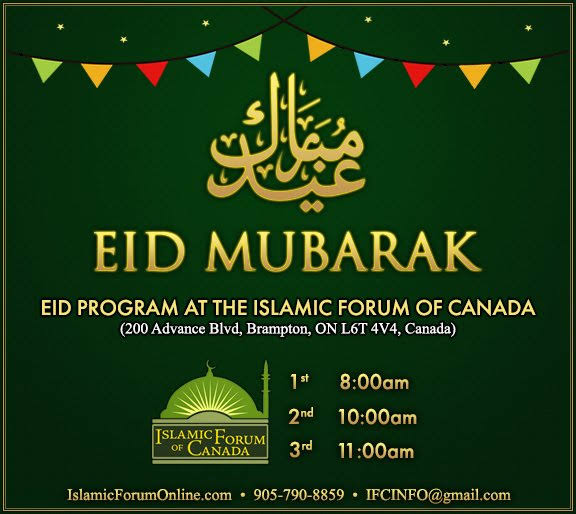 عيد مبارك
EID MUBARAK
EID PROGRAM AT THE ISLAMIC FORUM OF CANADA
(200 Advance Blvd, Brampton, ON L6T 4V4, Canada)
ISLAMIC FORUM
OF CANADA
1st 8:00am
2nd 10:00am
3rd 11:00am
IslamicForumOnline.com • 905-790-8859 • IFCINFO@gmail.com